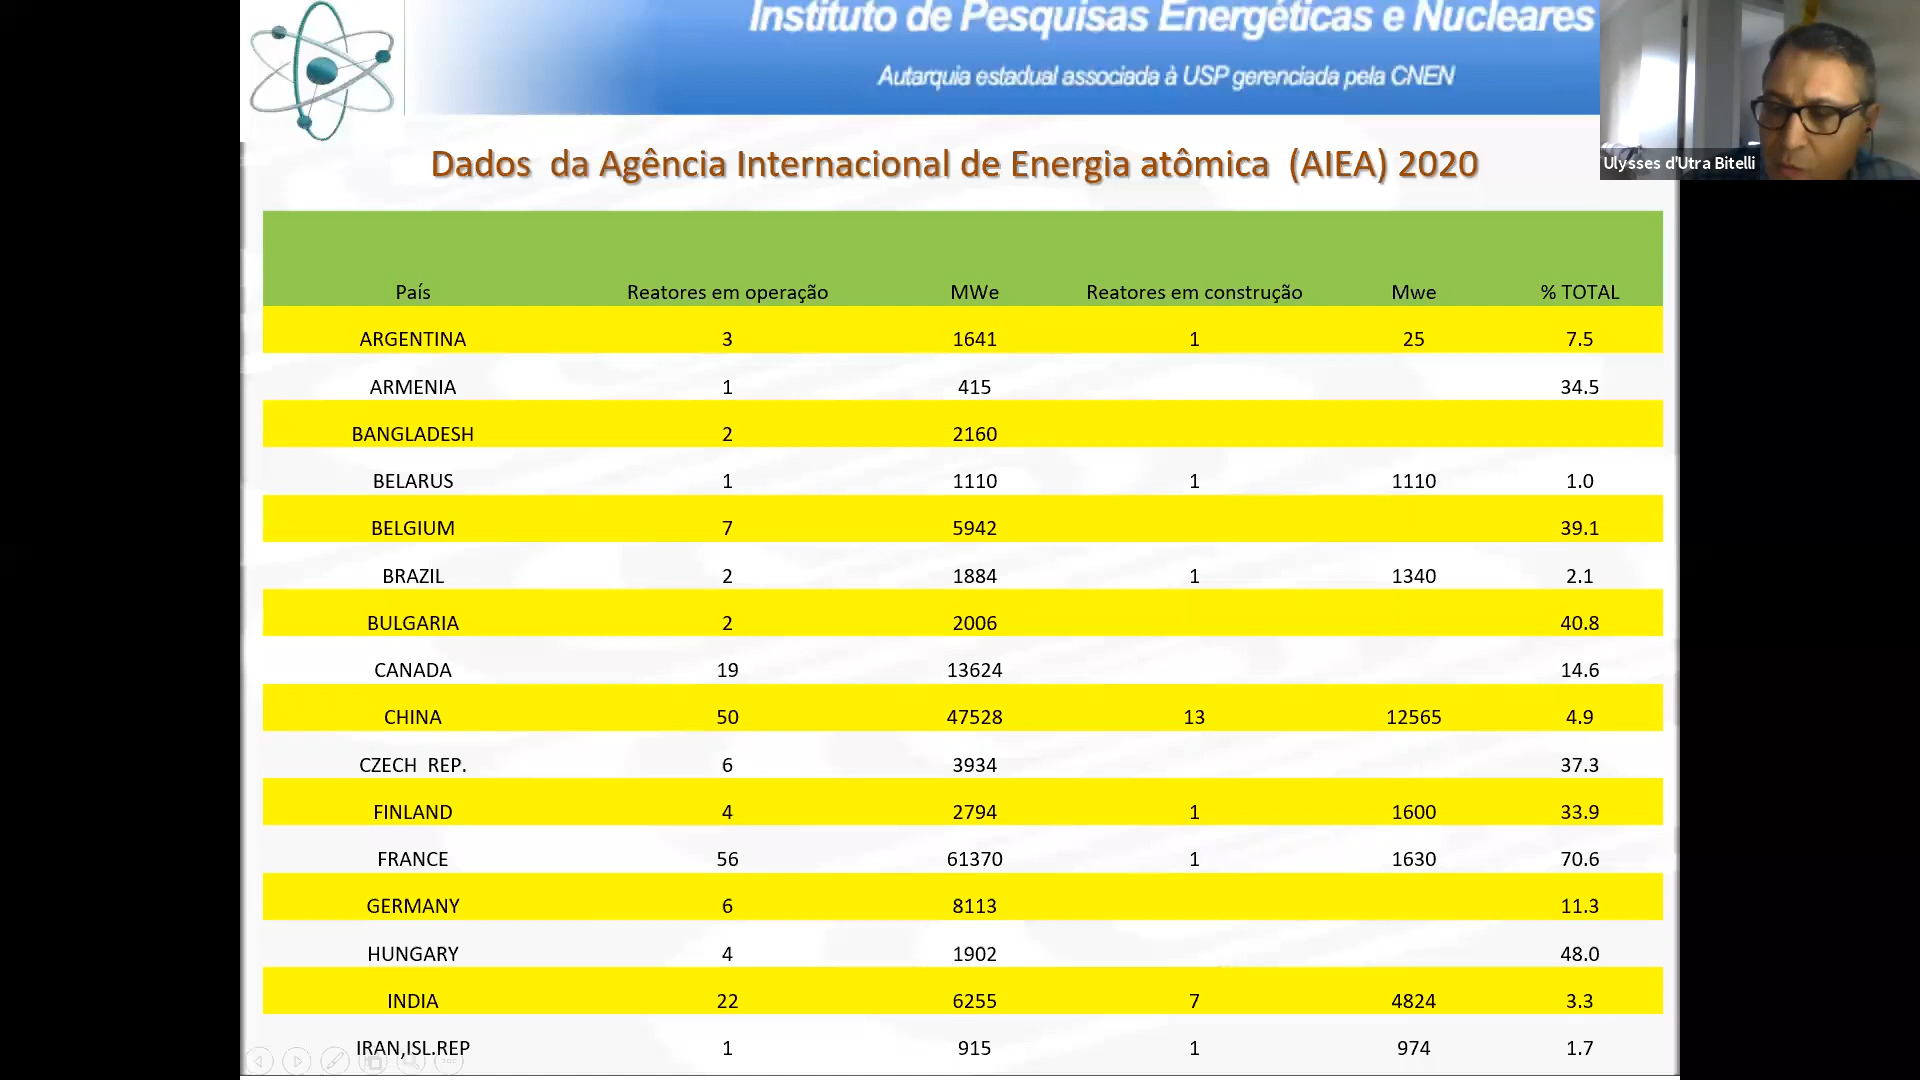 Instituto de Pesquisas Energéticas e Nucleares
Autarquia estadual associada à USP gerenciada pela CNEN
Ulysses d'Utra Bitelli
Dados da Agência Internacional de Energia atômica (AIEA) 2020
País Reatores em operação MWe Reatores em construção Mwe % TOTAL
ARGENTINA 3 1641 1 25 7.5
ARMENIA 1 415 34.5
BANGLADESH 2 2160
BELARUS 1 1110 1 1110 1.0
BELGIUM 7 5942 39.1
BRAZIL 2 1884 1 1340 2.1
BULGARIA 2 2006 40.8
CANADA 19 13624 14.6
CHINA 50 47528 13 12565 4.9
CZECH REP. 6 3934 37.3
FINLAND 4 2794 1 1600 33.9
FRANCE 56 61370 1 1630 70.6
GERMANY 6 8113 11.3
HUNGARY 4 1902 48.0
INDIA 22 6255 7 4824 3.3
IRAN,ISL.REP 1 915 1 974 1.7